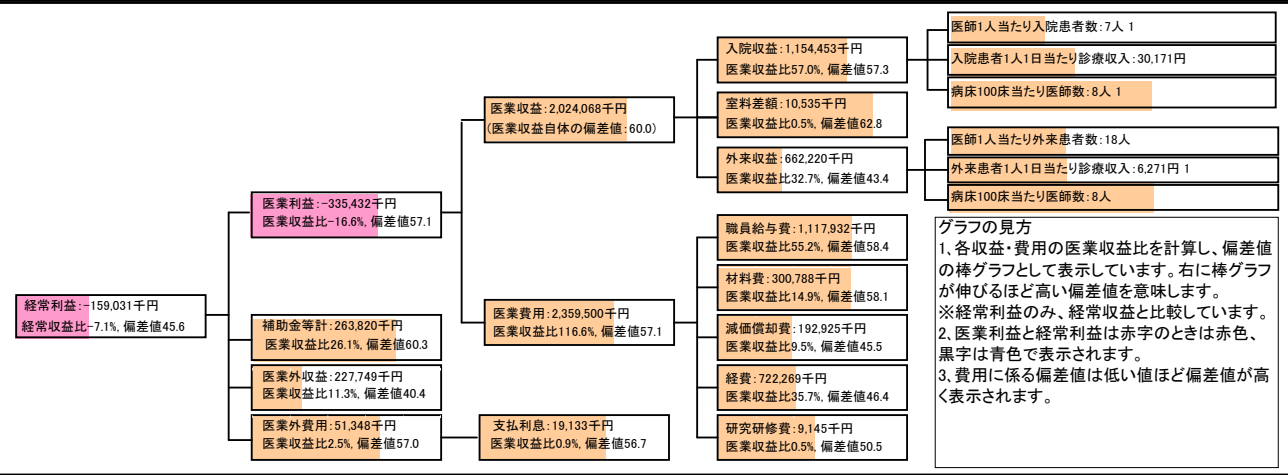 経常利益:-159,031千円
経常収支比-7.1%, 偏差値45.6
医業利益:-335,432千円
医業収益比-16.6%, 偏差値57.1
補助金等計:263,820千円
医業収益比26.1%, 偏差値60.3
医業外収益:227,749千円
医業収益比11.3%, 偏差値40.4
医業外費用:51,348千円
医業収益比2.5%, 偏差値57.0
医業収益:2,024,068千円
(医業収益自体の偏差値:60.0)
医業費用:2,359,500千円
医業収益比116.6%, 偏差値57.1
支払利息:19,133千円
医業収益比0.9%, 偏差値56.7
入院収益:1,154,453千円
医業収益比57.0%, 偏差値57.3
室料差額:10,535千円
医業収益比0.5%, 偏差値62.8
外来収益:662,220千円
医業収益比32.7%, 偏差値43.4
職員給与費:1,117,932千円
医業収益比55.2%, 偏差値58.4
材料費:300,788千円
医業収益比14.9%, 偏差値58.1
減価償却費:192,925千円
医業収益比9.5%, 偏差値45.5
経費:722,269千円
医業収益比35.7%, 偏差値46.4
研究研修費:9,145千円
医業収益比0.5%, 偏差値50.5
医師1人当たり入院患者数:7人 1
入院患者1人1日当たり診療収入:30,171円
病床100床当たり医師数:8人 1
医師1人当たり外来患者数:18人
外来患者1人1日当たり診療収入:6,271円 1
病床100床当たり医師数:8人
グラフの見方
1、各収益・費用の医業収益比を計算し、偏差値
の棒グラフとして表示しています。右に棒グラフ
が伸びるほど高い偏差値を意味します。
※経常利益のみ、経常収益と比較しています。
2、医業利益と経常利益は赤字のときは赤色、
黒字は青色で表示されます。
3、費用に係る偏差値は低い値ほど偏差値が高
く表示されます。